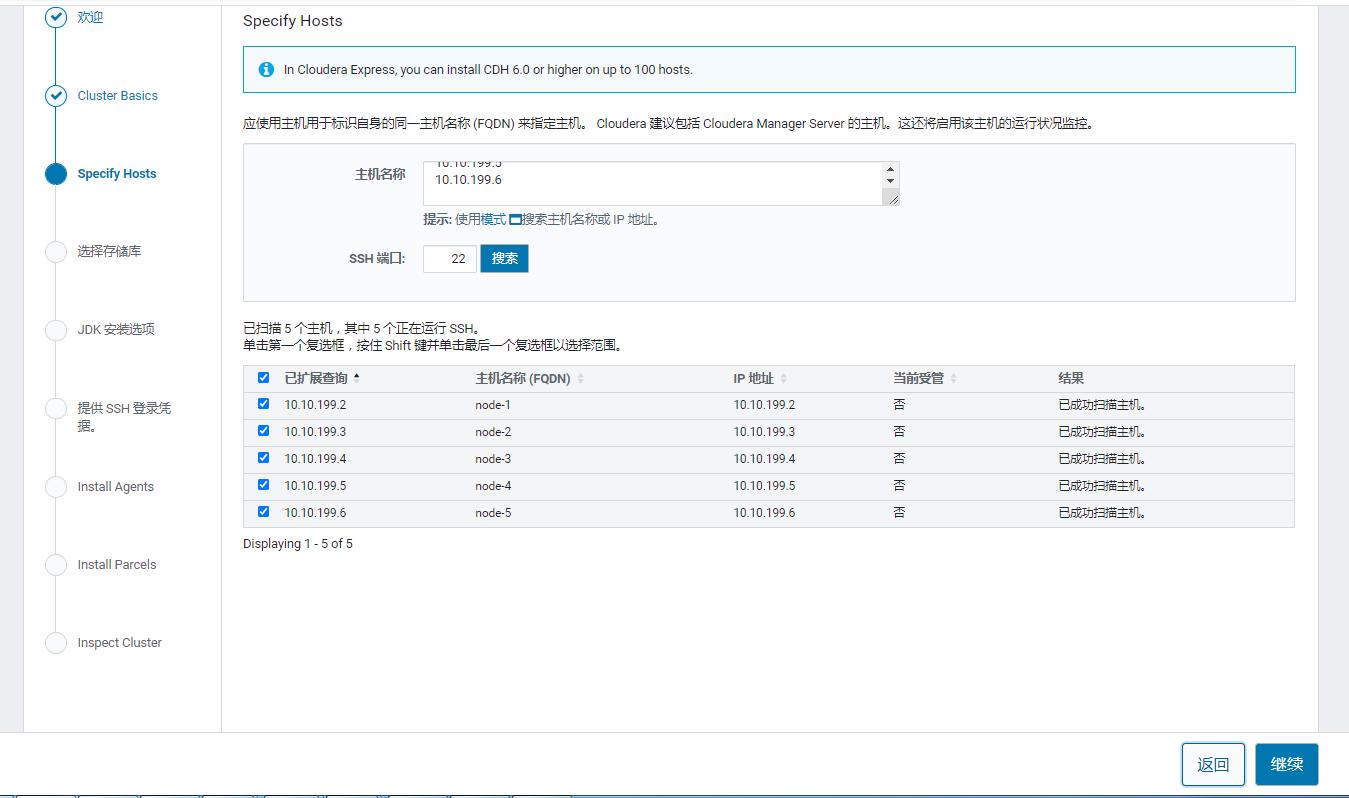 欢迎
Cluster Basics
Specify Hosts
选择存储库
JDK 安装选项
提供 SSH 登录凭
据。
Install Agents
Install Parcels
Inspect Cluster
Specify Hosts
In Cloudera Express, you can install CDH 6.0 or higher on up to 100 hosts.
应使用主机用于标识自身的同一主机名称 (FQDN) 来指定主机。 Cloudera 建议包括 Cloudera Manager Server 的主机。这还将启用该主机的运行状况监控。
主机名称
10.10.199.5
10.10.199.6
提示: 使用模式 搜索主机名称或 IP 地址。
SSH 端口: 22 搜索
已扫描 5 个主机，其中 5 个正在运行 SSH。
单击第一个复选框，按住 Shift 键并单击最后一个复选框以选择范围。
已扩展查询 主机名称 (FQDN) IP 地址 当前受管 结果
10.10.199.2 node-1 10.10.199.2 否 已成功扫描主机。
10.10.199.3 node-2 10.10.199.3 否 已成功扫描主机。
10.10.199.4 node-3 10.10.199.4 否 已成功扫描主机。
10.10.199.5 node-4 10.10.199.5 否 已成功扫描主机。
10.10.199.6 node-5 10.10.199.6 否 已成功扫描主机。
Displaying 1 - 5 of 5
返回 继续